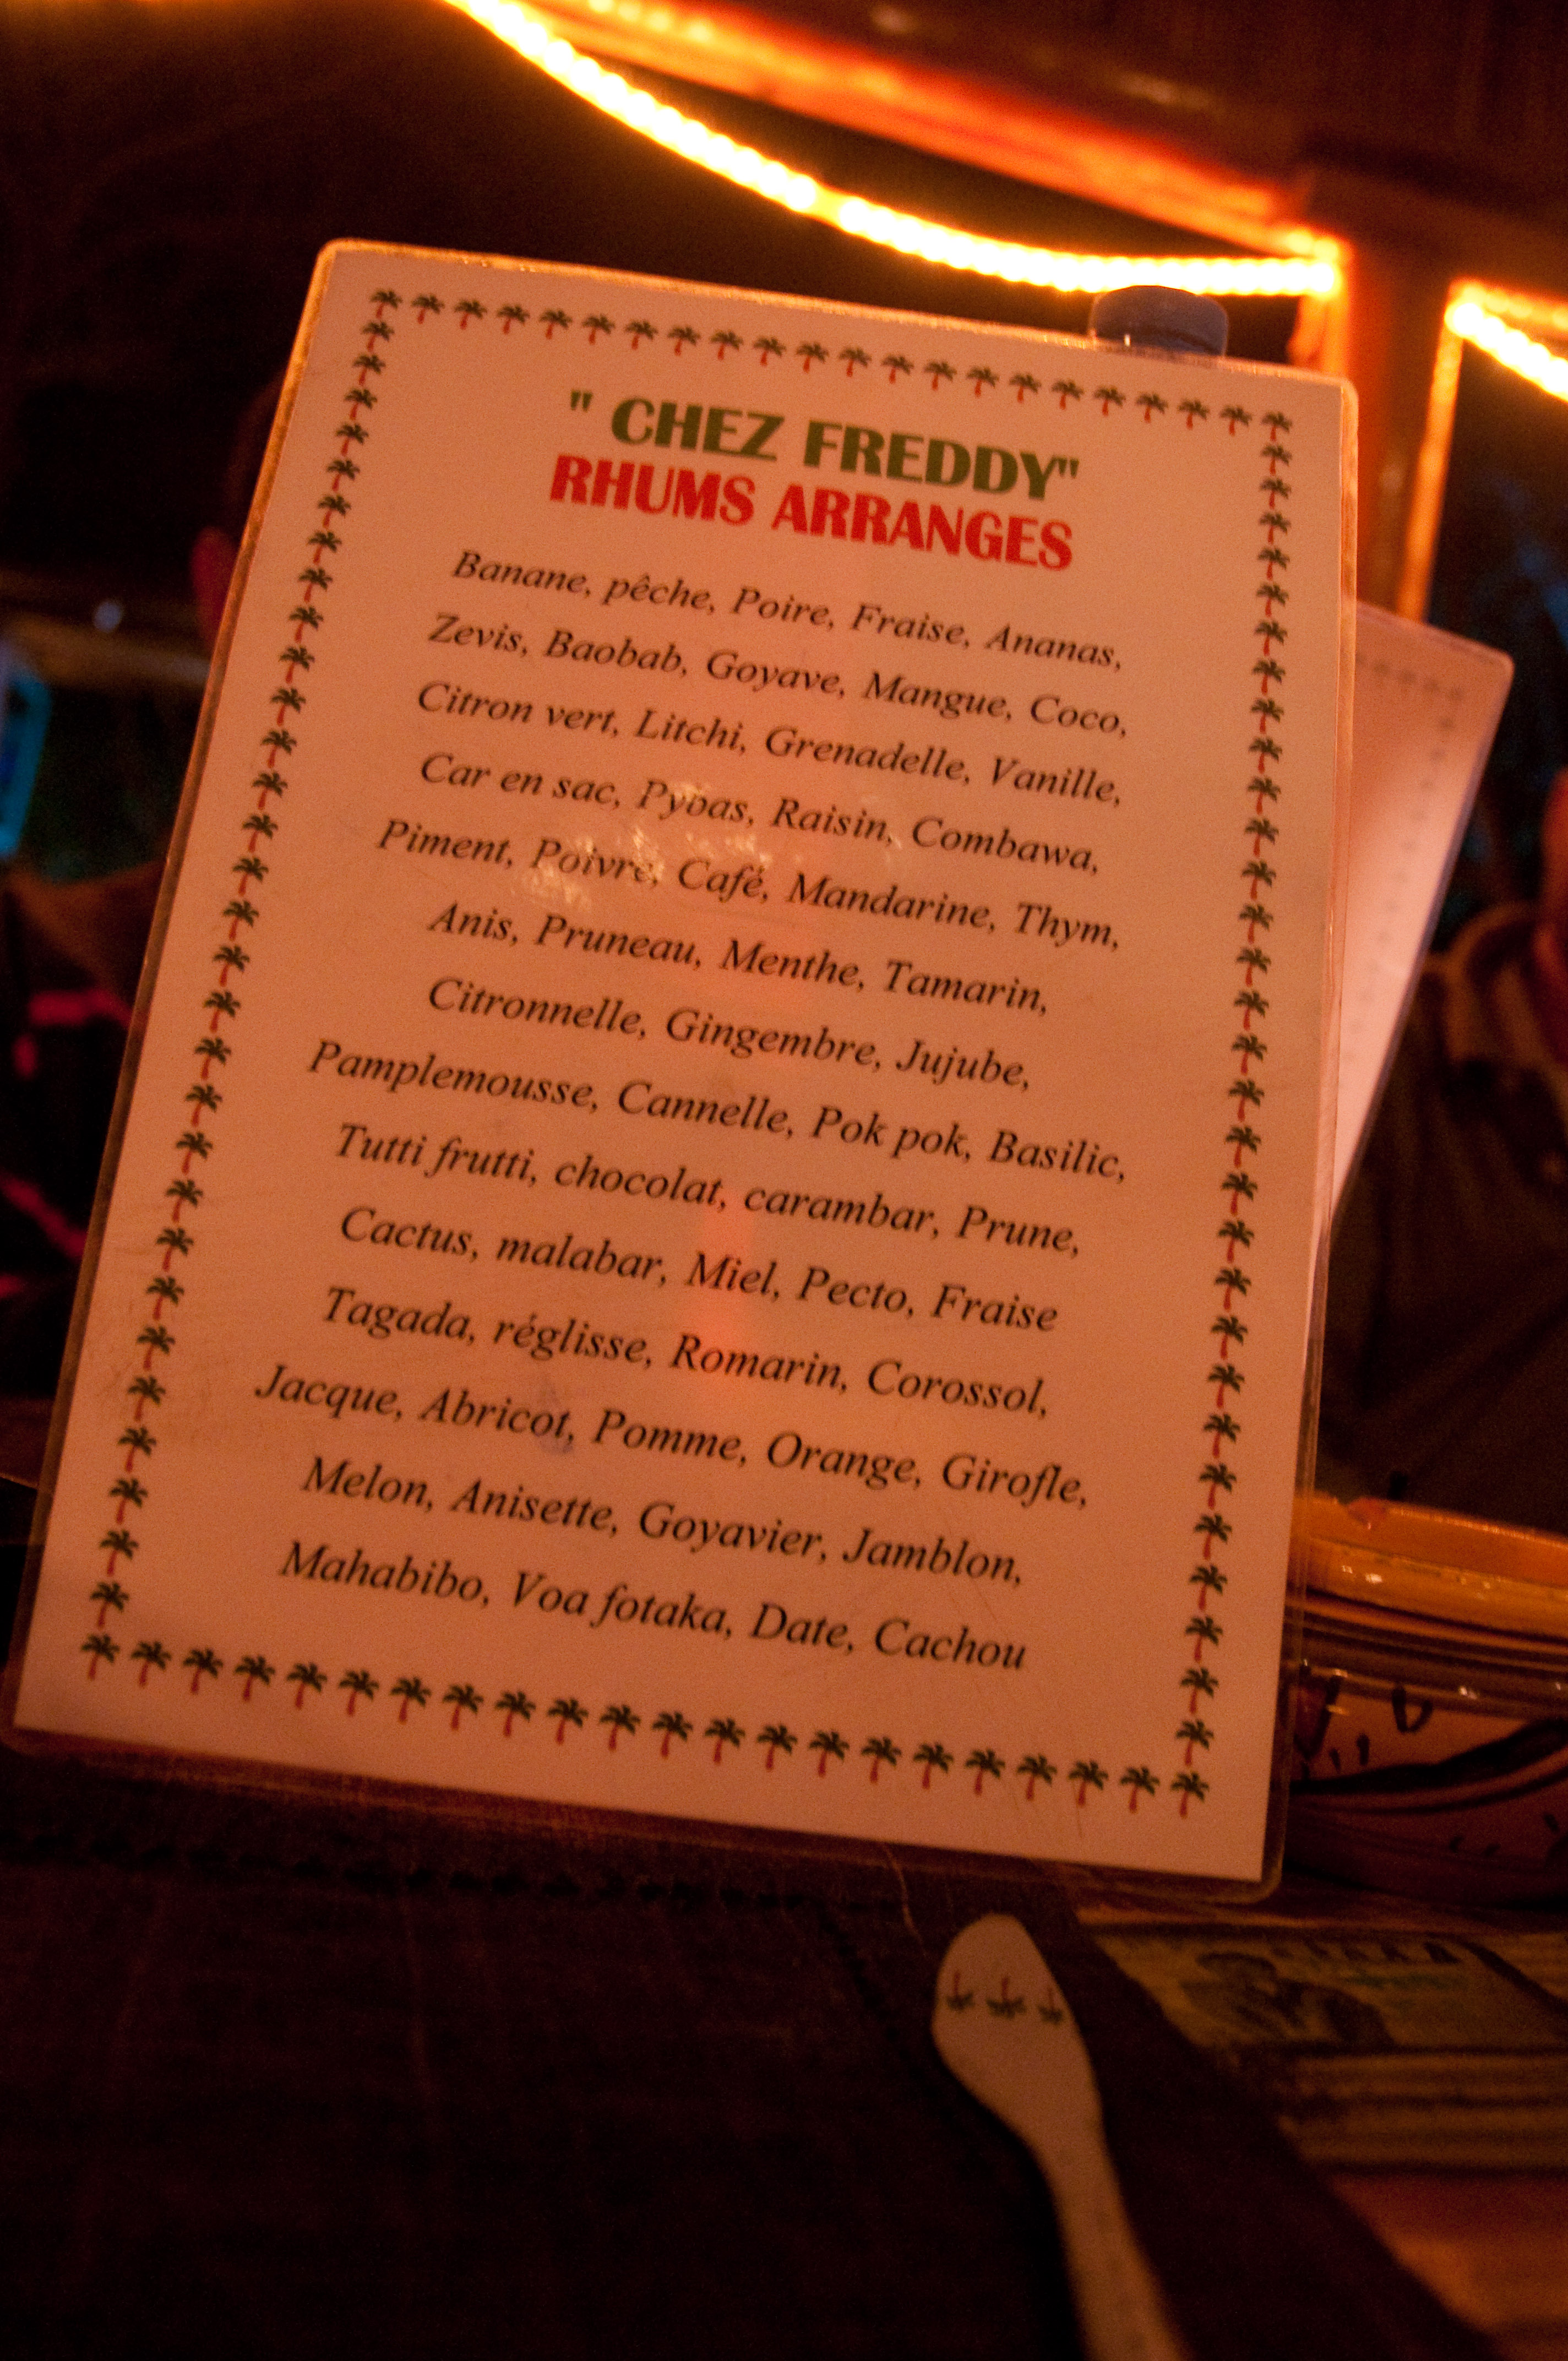 " CHEZ FREDDY"
RHUMS ARRANGES
Banane, pêche, Poire, Fraise, Ananas,
Zevis, Baobab, Goyave, Mangue, Coco,
Citron vert, Litchi, Grenadelle, Vanille,
Car en sac, Pybas, Raisin, Combawa,
Piment, Poivre, Café, Mandarine, Thym,
Anis, Pruneau, Menthe, Tamarin,
Citronnelle, Gingembre, Jujube,
Pamplemousse, Cannelle, Pok pok, Basilic,
Tutti frutti, chocolat, carambar, Prune,
Cactus, malabar, Miel, Pecto, Fraise
Tagada, réglisse, Romarin, Corossol,
Jacque, Abricot, Pomme, Orange, Girofle,
Melon, Anisette, Goyavier, Jamblon,
Mahabibo, Voa fotaka, Date, Cachou